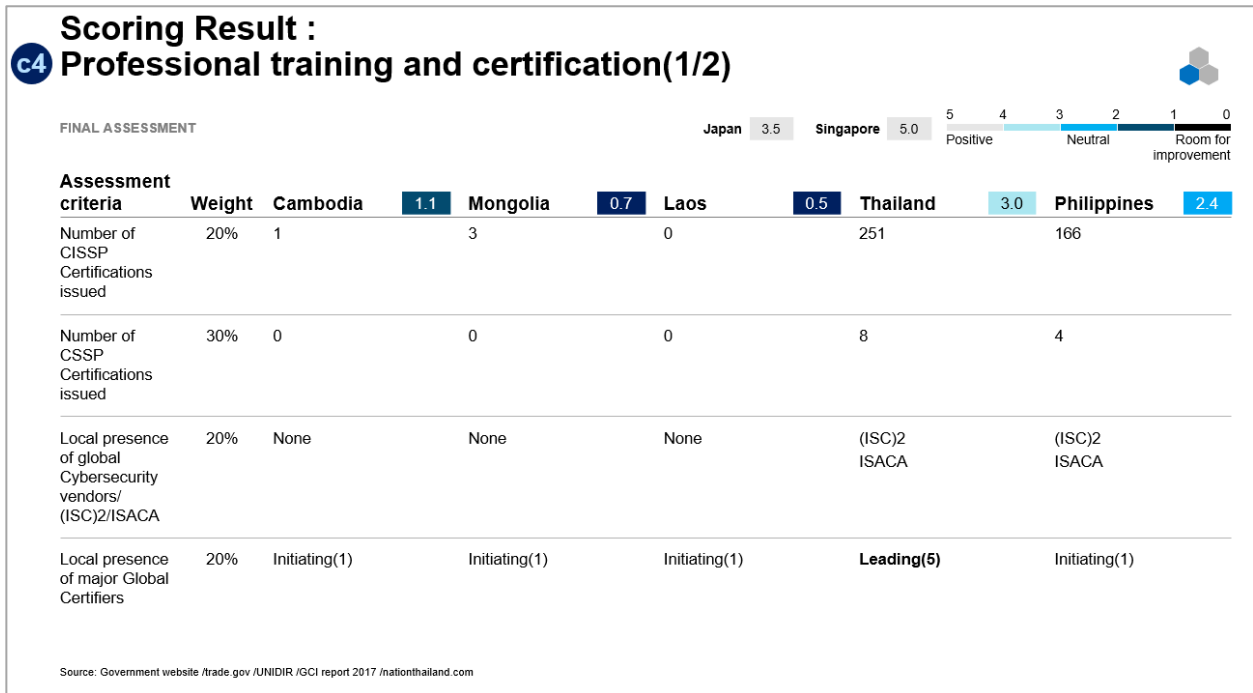 Scoring Result :
c4 Professional training and certification(1/2)
FINAL ASSESSMENT
Japan 3.5 Singapore 5.0
5 4 3 2 1 0
Positive Neutral Room for
improvement
Assessment
criteria Weight Cambodia 1.1 Mongolia 0.7 Laos 0.5 Thailand 3.0 Philippines 2.4
Number of 20% 1 3 0 251 166
CISSP
Certifications
issued
Number of 30% 0 0 0 8 4
CSSP
Certifications
issued
Local presence 20% None None None (ISC)2 (ISC)2
of global ISACA ISACA
Cybersecurity
vendors/
(ISC)2/ISACA
Local presence 20% Initiating(1) Initiating(1) Initiating(1) Leading(5) Initiating(1)
of major Global
Certifiers
Source: Government website /trade.gov /UNIDIR /GCI report 2017 /nationthailand.com